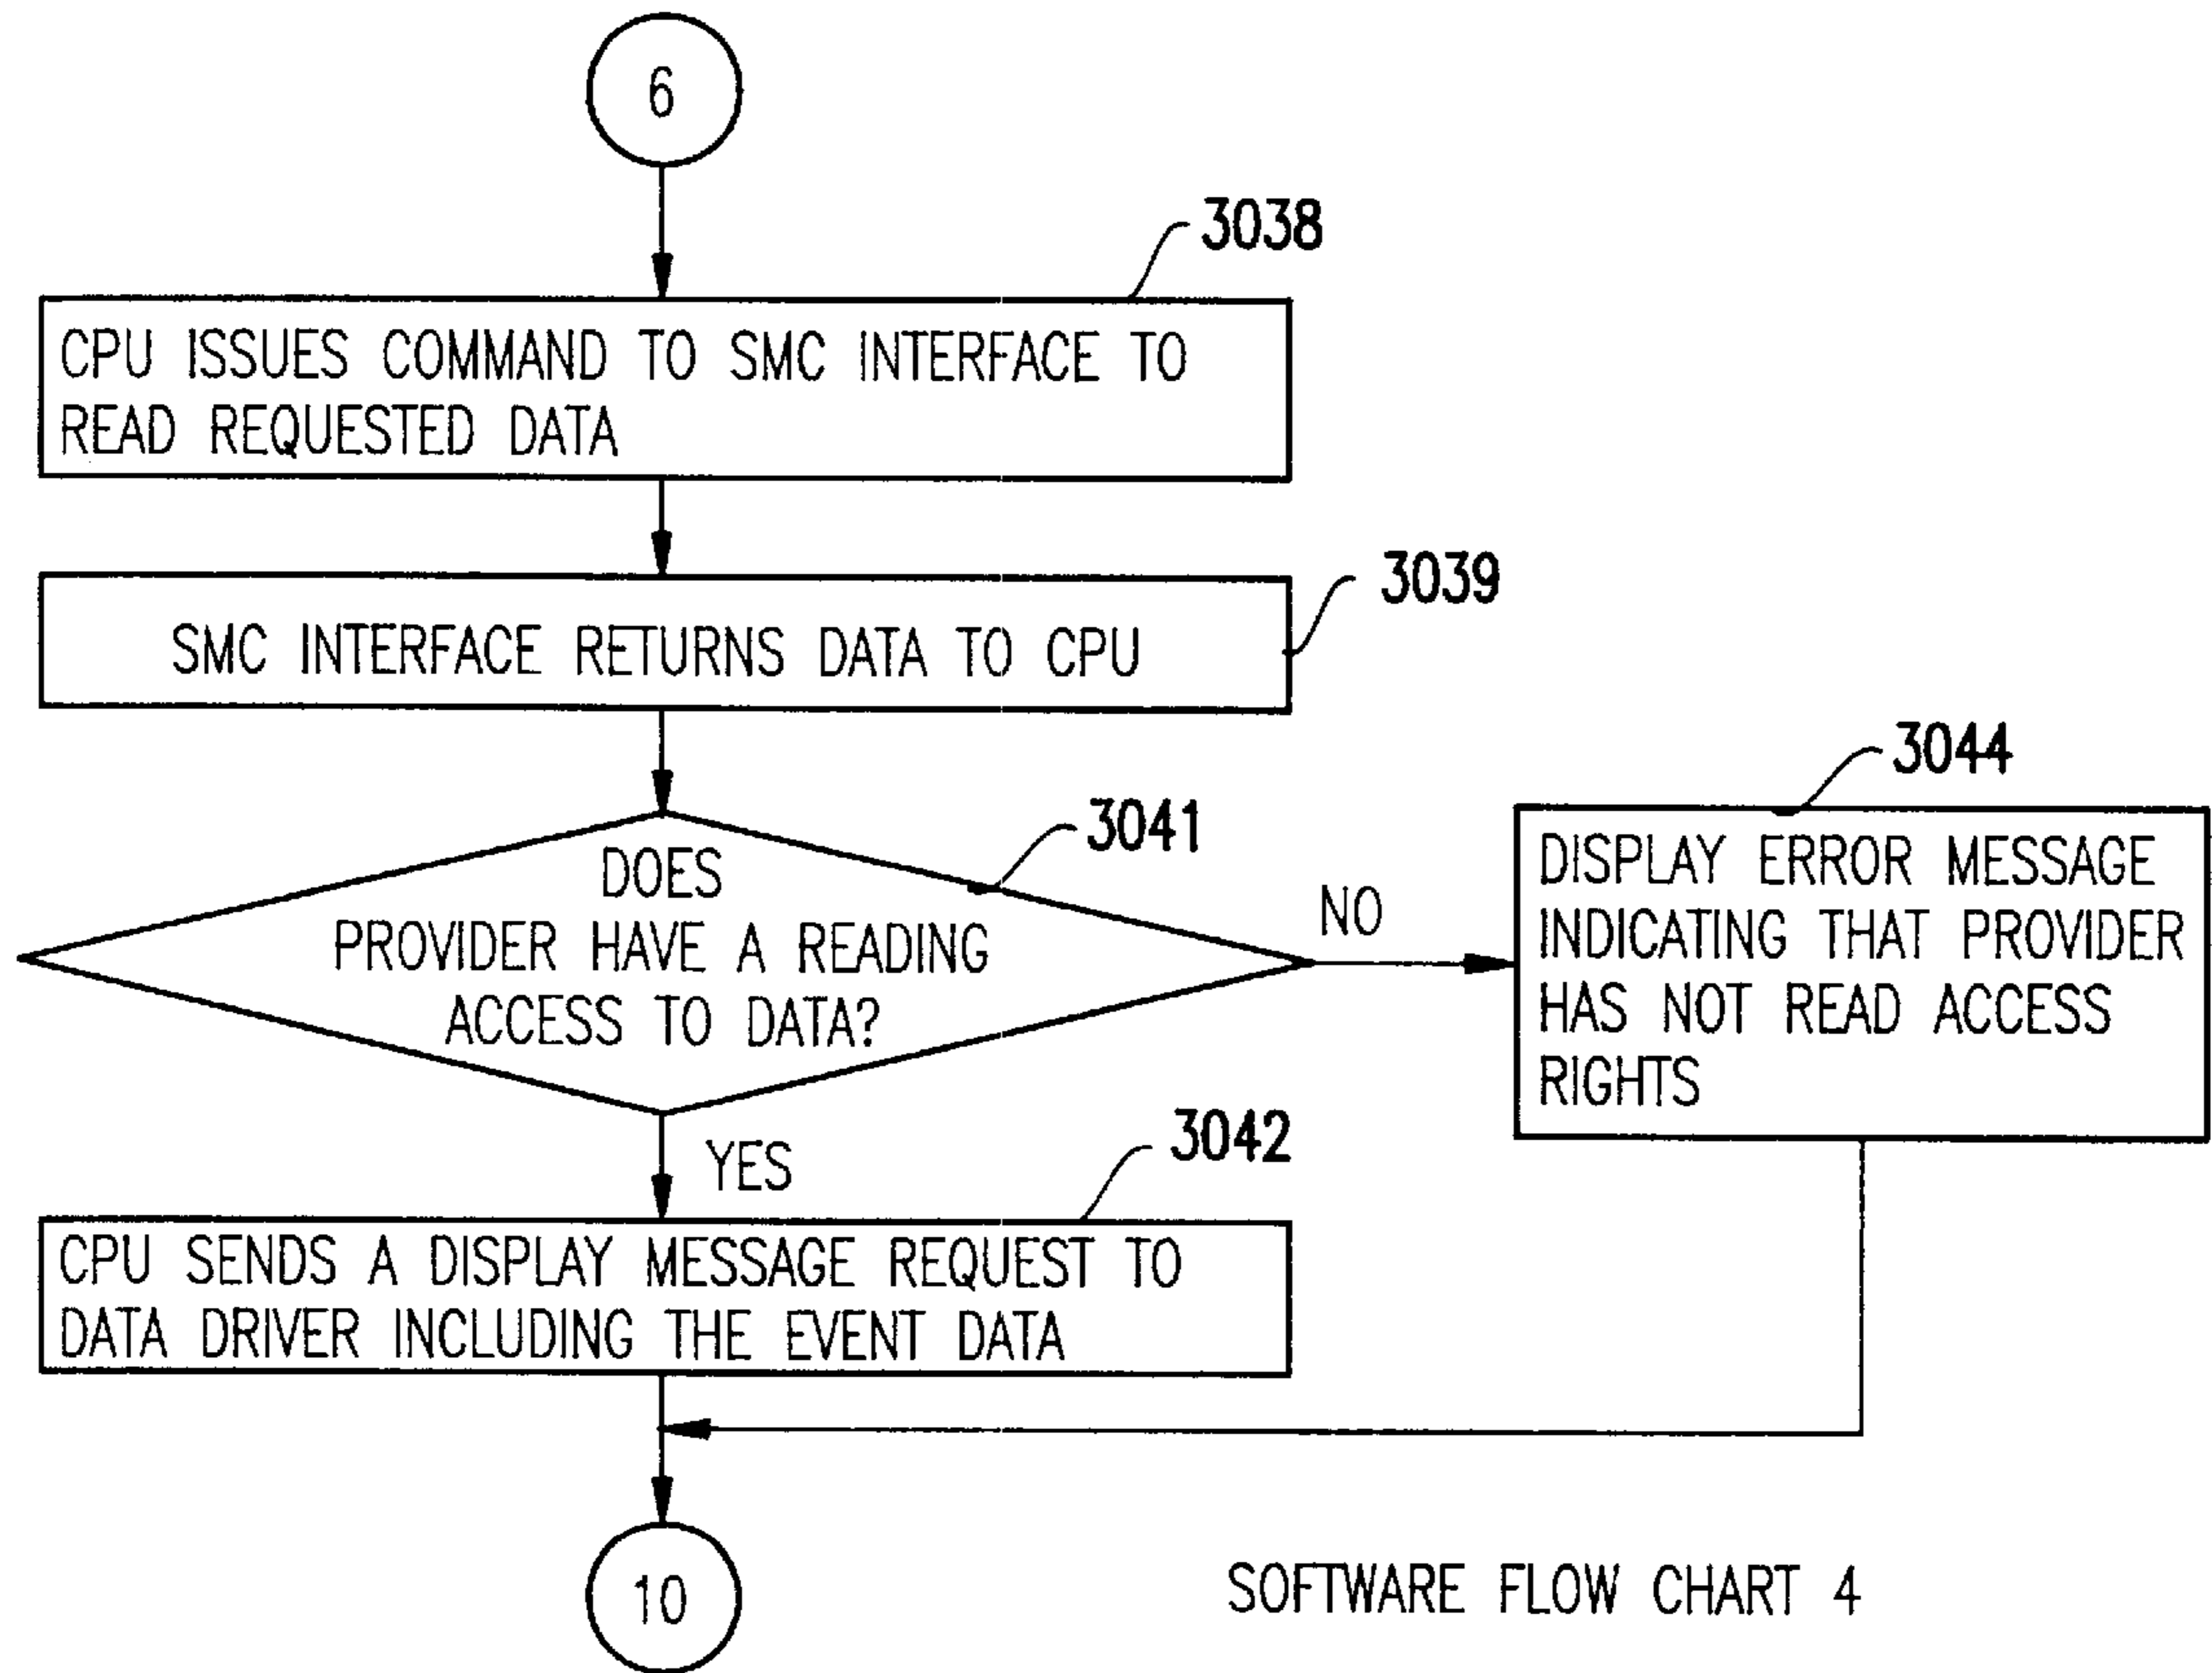 6
3038
CPU ISSUES COMMAND TO SMC INTERFACE TO
READ REQUESTED DATA
3039
SMC INTERFACE RETURNS DATA TO CPU
3041
DOES
PROVIDER HAVE A READING
ACCESS TO DATA?
NO
3044
DISPLAY ERROR MESSAGE
INDICATING THAT PROVIDER
HAS NOT READ ACCESS
RIGHTS
YES
3042
CPU SENDS A DISPLAY MESSAGE REQUEST TO
DATA DRIVER INCLUDING THE EVENT DATA
10
SOFTWARE FLOW CHART 4